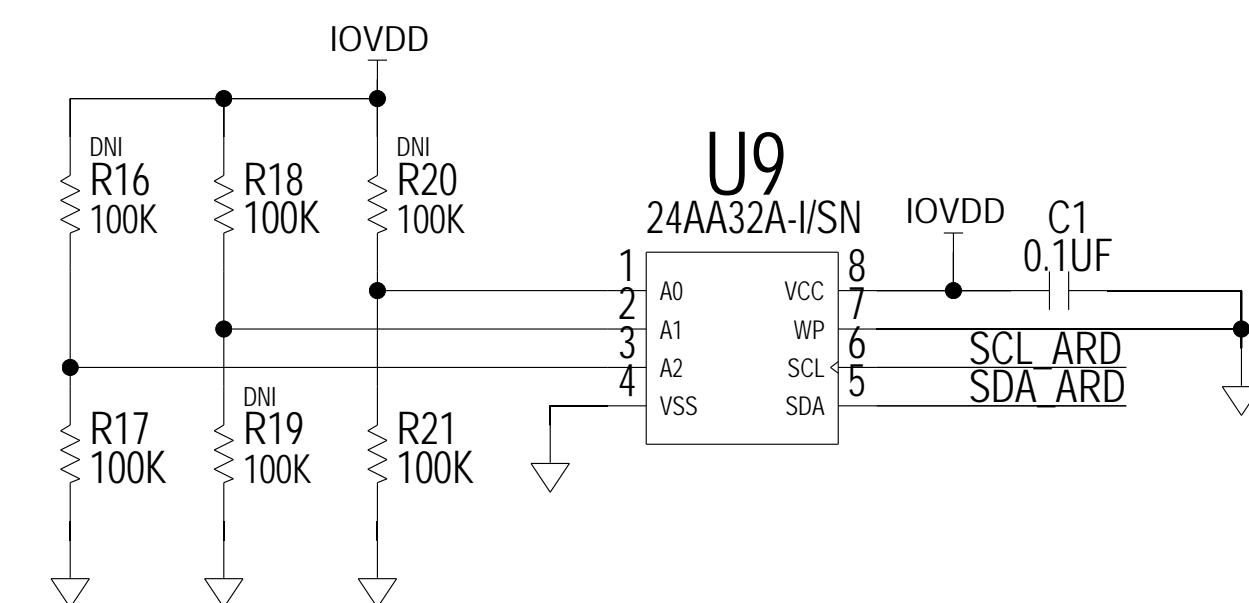 IOVDD
DNI
R16
100K
R18
100K
DNI
R20
100K
R17
100K
DNI
R19
100K
R21
100K
U9
24AA32A-I/SN
1
2
3
4
A0
A1
A2
VSS
VCC
WP
SCL
SDA
8
7
6
5
IOVDD
C1
0.1UF
SCL_ARD
SDA_ARD